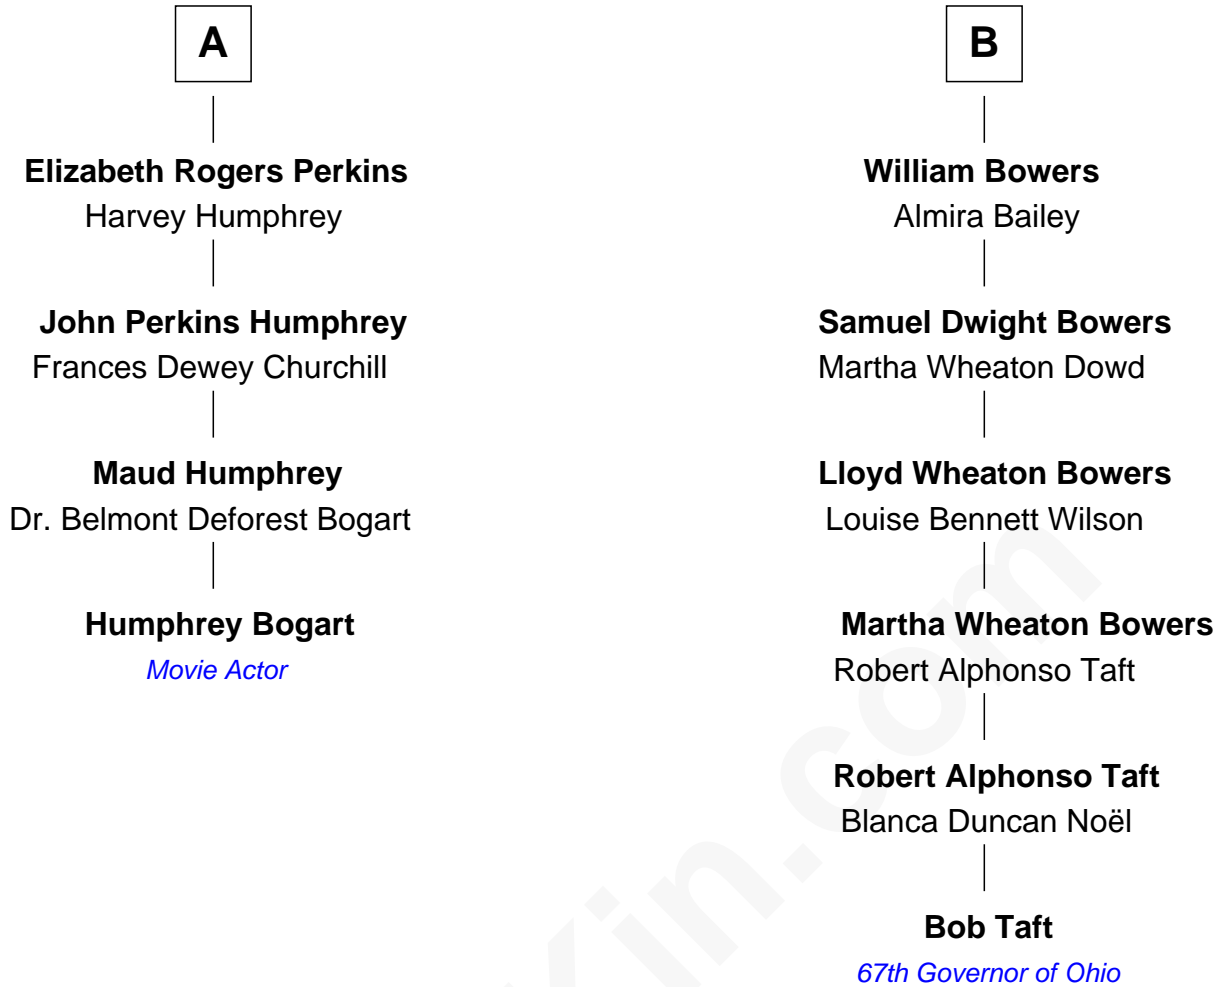 A
Elizabeth Rogers Perkins
Harvey Humphrey
John Perkins Humphrey
Frances Dewey Churchill
Maud Humphrey
Dr. Belmont Deforest Bogart
Humphrey Bogart
Movie Actor
B
William Bowers
Almira Bailey
Samuel Dwight Bowers
Martha Wheaton Dowd
Lloyd Wheaton Bowers
Louise Bennett Wilson
Martha Wheaton Bowers
Robert Alphonso Taft
Robert Alphonso Taft
Blanca Duncan Noël
Bob Taft
67th Governor of Ohio